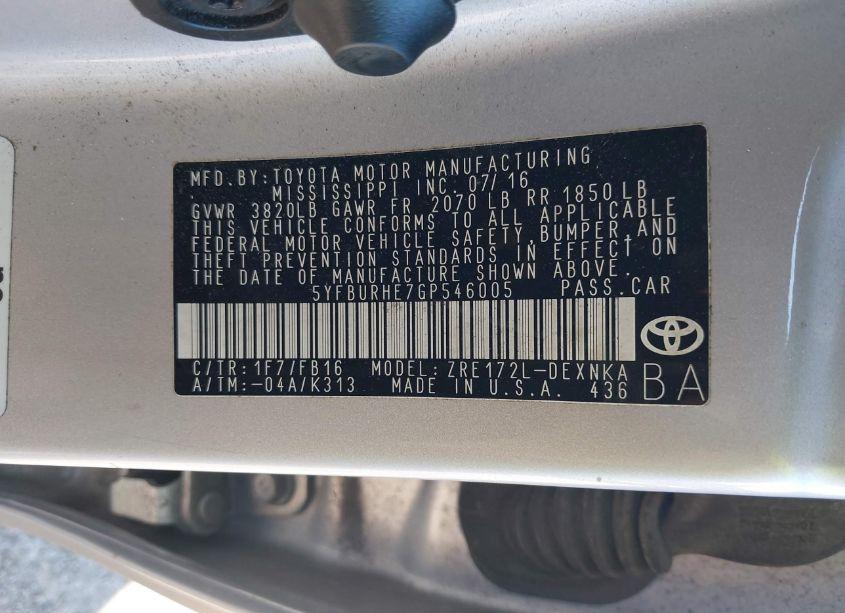 MFD.BY:TOYOTA MOTOR MANUFACTURING
MISSISSIPPI INC. 07/16
GVWR 3820LB GAWR FR 2070 LB RR 1850LB
THIS VEHICLE CONFORMS TO ALL APPLICABLE
FEDERAL MOTOR VEHICLE SAFETY, BUMPER AND
THEFT PREVENTION STANDARDS IN EFFECT ON
THE DATE OF MANUFACTURE SHOWN ABOVE.
5YFBURHE7GP546005 PASS.CAR
C/TR: 1F7/FB16 MODEL: ZRE172L-DEXNKA
A/TM:-04A/K313 MADE IN U.S.A. 436
BA